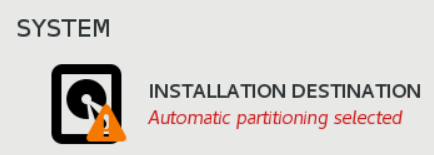 SYSTEM
INSTALLATION DESTINATION
Automatic partitioning selected